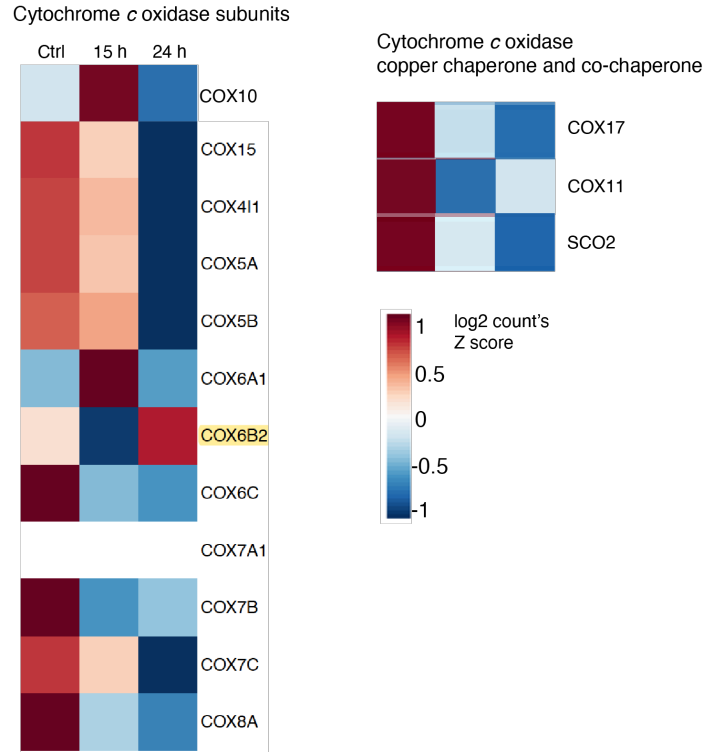 Cytochrome c oxidase subunits
Ctrl 15 h 24 h
COX10
COX15
COX4I1
COX5A
COX5B
COX6A1
COX6B2
COX6C
COX7A1
COX7B
COX7C
COX8A
Cytochrome c oxidase
copper chaperone and co-chaperone
COX17
COX11
SCO2
log2 count's
Z score
1
0.5
0
-0.5
-1